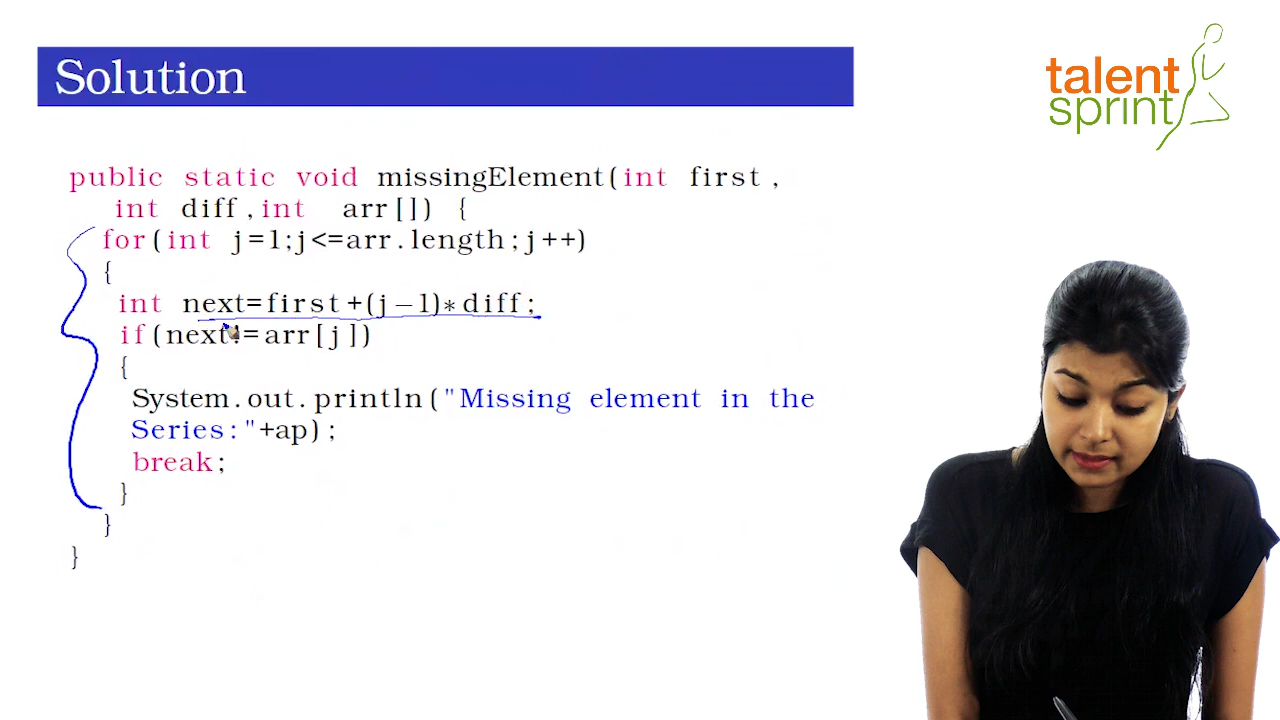 Solution
talent
sprint
public static void missingElement(int first,
int diff,int arr[]) {
for(int j=1;j<=arr.length;j++)
{
int next=first+(j-1)*diff;
if(next!=arr[j])
{
System.out.println("Missing element in the
Series:"+ap);
break;
}
}
}